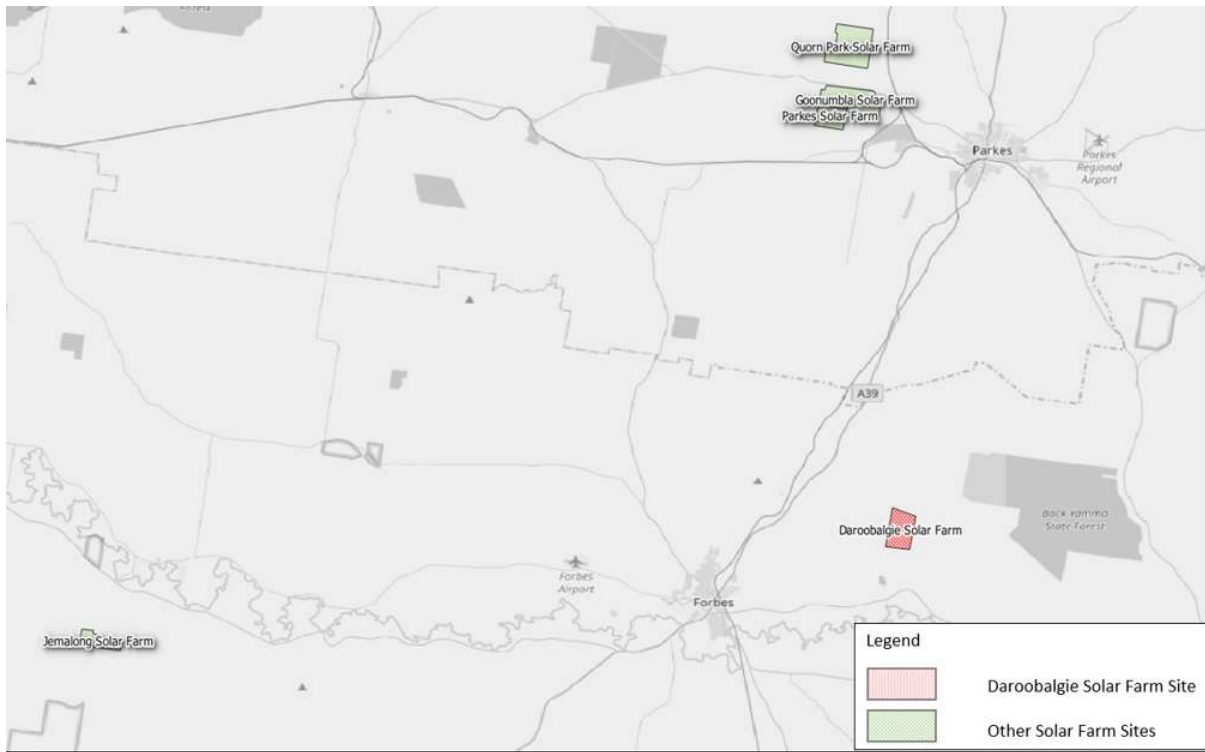 Forest
Quorn Park Solar Farm
Goonumbla Solar Farm
Parkes Solar Farm
Parkes
Parkes
Regional
Airport
A39
Back Yamma
State Forest
Daroobalgie Solar Farm
Forbes
Airport
Forbes
Jemalong Solar Farm
Legend
Daroobalgie Solar Farm Site
Other Solar Farm Sites